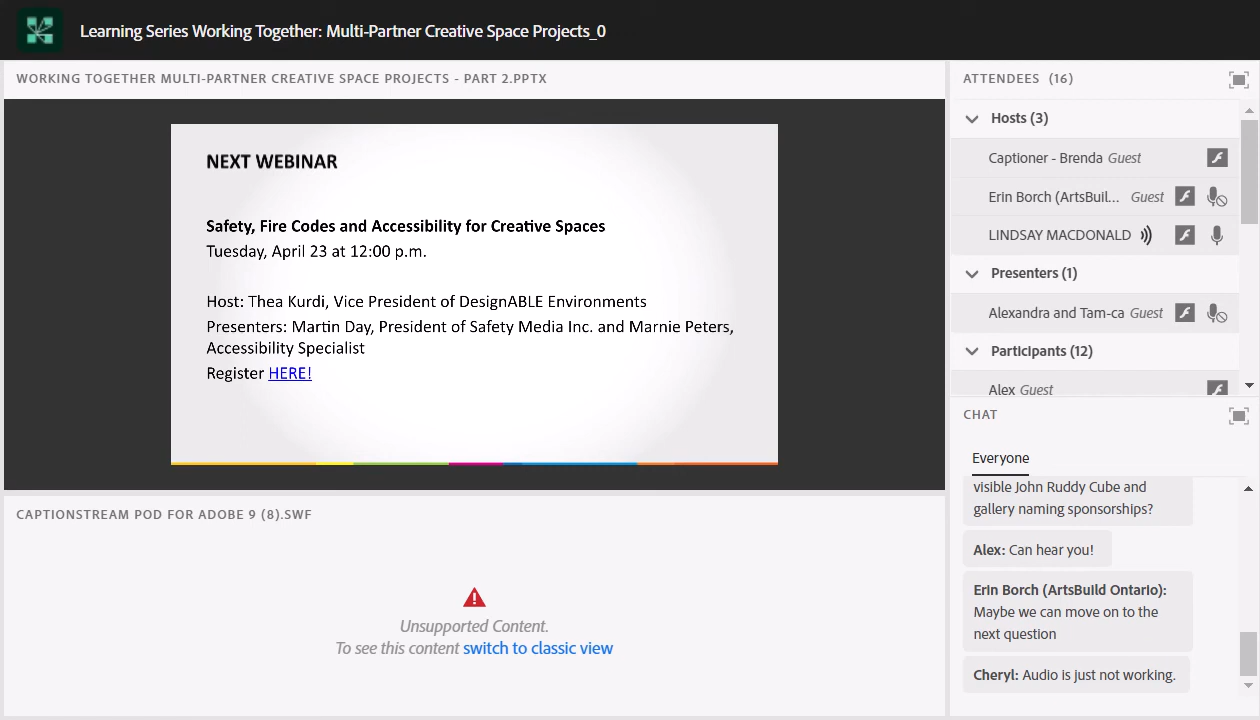 Learning Series Working Together: Multi-Partner Creative Space Projects_0
WORKING TOGETHER MULTI-PARTNER CREATIVE SPACE PROJECTS - PART 2.PPTX
NEXT WEBINAR
Safety, Fire Codes and Accessibility for Creative Spaces
Tuesday, April 23 at 12:00 p.m.
Host: Thea Kurdi, Vice President of DesignABLE Environments
Presenters: Martin Day, President of Safety Media Inc. and Marnie Peters,
Accessibility Specialist
Register HERE!
CAPTIONSTREAM POD FOR ADOBE 9 (8).SWF
Unsupported Content.
To see this content switch to classic view
ATTENDEES (16)
Hosts (3)
Captioner - Brenda Guest
Erin Borch (ArtsBuil... Guest
LINDSAY MACDONALD
Presenters (1)
Alexandra and Tam-ca Guest
Participants (12)
Alex Guest
CHAT
Everyone
visible John Ruddy Cube and
gallery naming sponsorships?
Alex: Can hear you!
Erin Borch (ArtsBuild Ontario):
Maybe we can move on to the
next question
Cheryl: Audio is just not working.